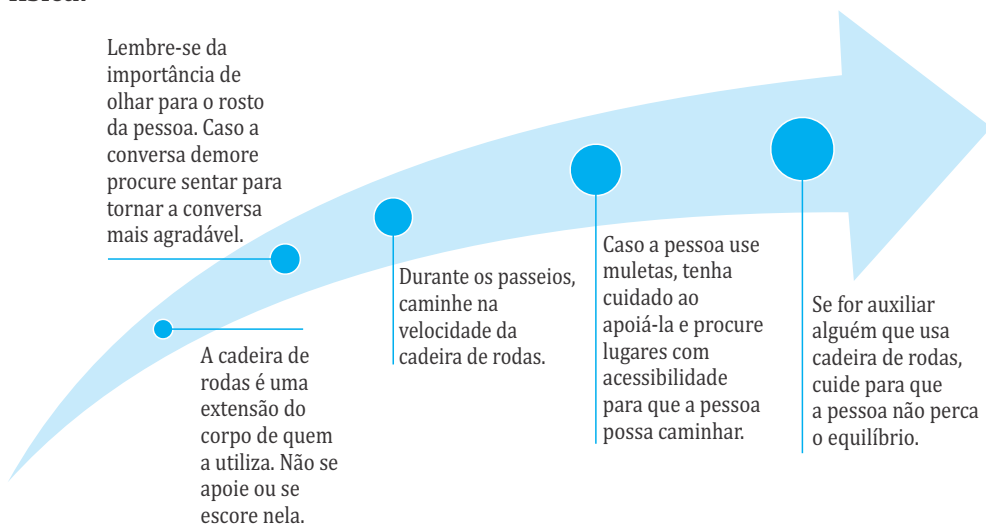 Lembre-se da
importância de
olhar para o rosto
da pessoa. Caso a
conversa demore
procure sentar para
tornar a conversa
mais agradável.
A cadeira de
rodas é uma
extensão do
corpo de quem
a utiliza. Não se
apoie ou se
escore nela.
Durante os passeios,
caminhe na
velocidade da
cadeira de rodas.
Caso a pessoa use
muletas, tenha
cuidado ao
apoiá-la e procure
lugares com
acessibilidade
para que a pessoa
possa caminhar.
Se for auxiliar
alguém que usa
cadeira de rodas,
cuide para que
a pessoa não perca
o equilíbrio.